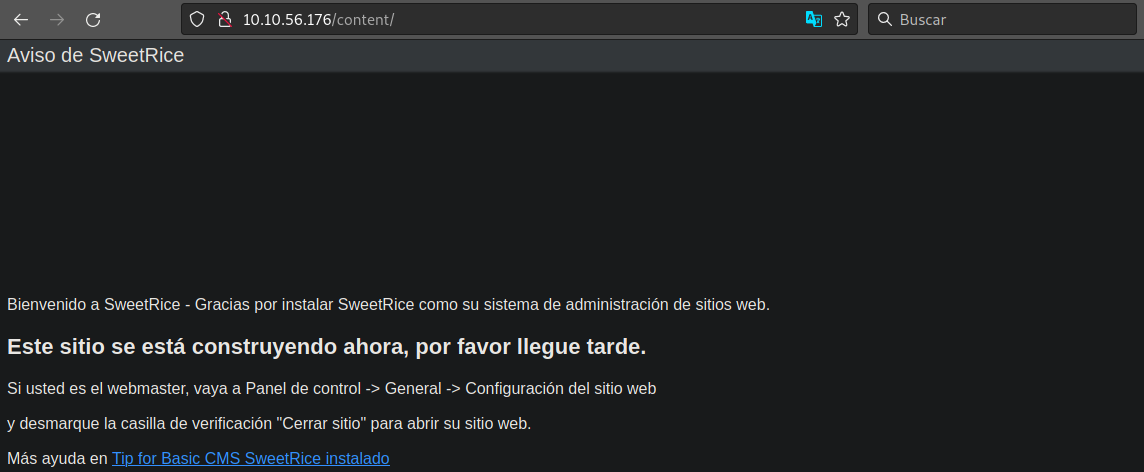 10.10.56.176/content/
Buscar
Aviso de SweetRice
Bienvenido a SweetRice - Gracias por instalar SweetRice como su sistema de administración de sitios web.
Este sitio se está construyendo ahora, por favor llegue tarde.
Si usted es el webmaster, vaya a Panel de control -> General -> Configuración del sitio web
y desmarque la casilla de verificación "Cerrar sitio" para abrir su sitio web.
Más ayuda en Tip for Basic CMS SweetRice instalado